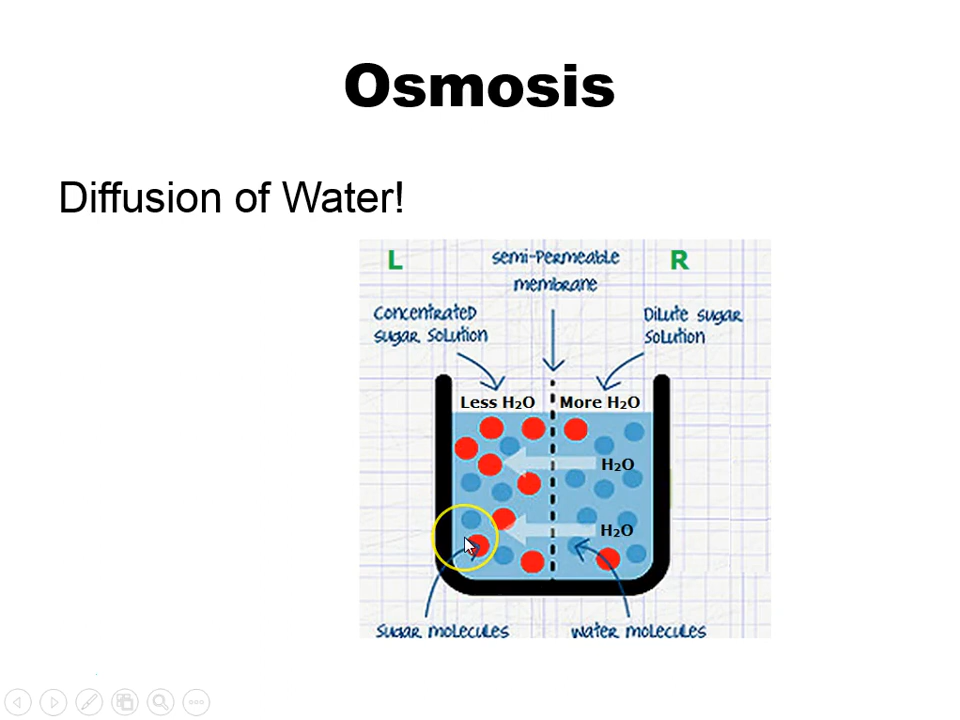 Osmosis
Diffusion of Water!
L
semi-permeable
membrane
R
Concentrated
sugar solution
Dilute sugar
solution
Less H₂O
More H₂O
H₂O
H₂O
sugar molecules
water molecules